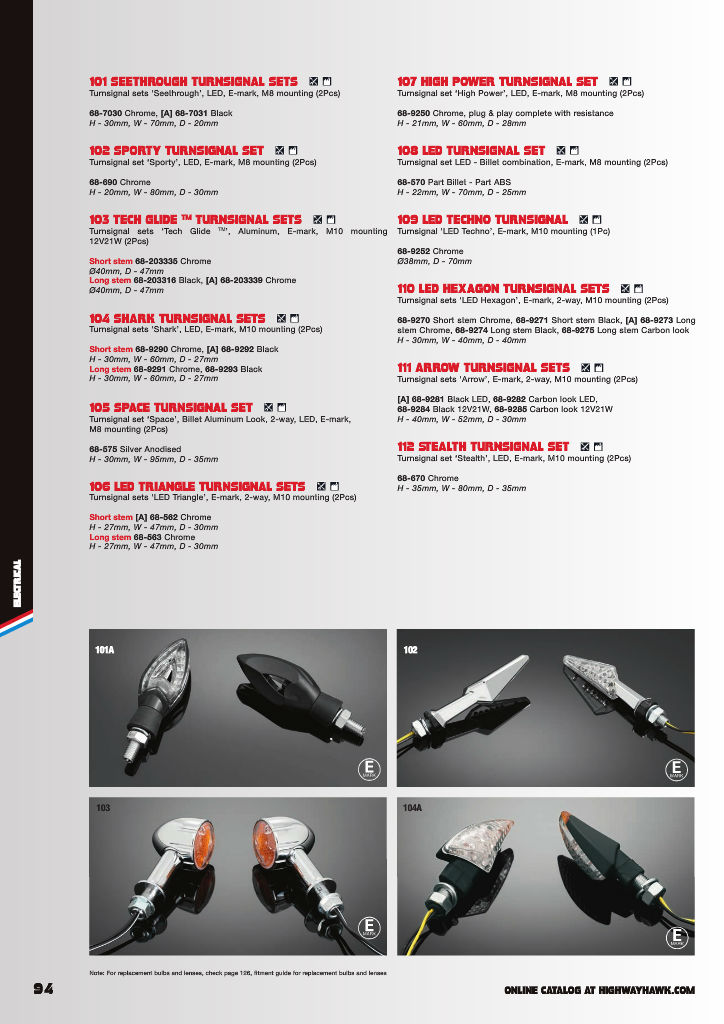 101 SEETHROUGH TURNSIGNAL SETS
Turnsignal sets ‘Seelhrough’, LED, E-mark, M8 mounting (2Pcs)
68-7030 Chrome, [A] 68-7031 Black
H - 30mm, W - 70mm, D - 20mm
102 SPORTY TURNSIGNAL SET
Turnsignal set ‘Sporty’, LED, E-mark, M8 mounting (2Pcs)
68-690 Chrome
H - 20mm, W - 80mm, D - 30mm
103 TECH GLIDE ™ TURNSIGNAL SETS
Turnsignal sets ‘Tech Glide ™’, Aluminum, E-mark, M10 mounting
12V21W (2Pcs)
Short stem 68-203335 Chrome
Ø40mm, D - 47mm
Long stem 68-203316 Black, [A] 68-203339 Chrome
Ø40mm, D - 47mm
104 SHARK TURNSIGNAL SETS
Turnsignal sets ‘Shark’, LED, E-mark, M10 mounting (2Pcs)
Short stem 68-9290 Chrome, [A] 68-9292 Black
H - 30mm, W - 60mm, D - 27mm
Long stem 68-9291 Chrome, 68-9293 Black
H - 30mm, W - 60mm, D - 27mm
105 SPACE TURNSIGNAL SET
Turnsignal set ‘Space’, Billet Aluminum Look, 2-way, LED, E-mark,
M8 mounting (2Pcs)
68-575 Silver Anodised
H - 30mm, W - 95mm, D - 35mm
106 LED TRIANGLE TURNSIGNAL SETS
Turnsignal sets ‘LED Triangle’, E-mark, 2-way, M10 mounting (2Pcs)
Short stem [A] 68-562 Chrome
H - 27mm, W - 47mm, D - 30mm
Long stem 68-563 Chrome
H - 27mm, W - 47mm, D - 30mm
107 HIGH POWER TURNSIGNAL SET
Turnsignal set ‘High Power’, LED, E-mark, M8 mounting (2Pcs)
68-9250 Chrome, plug & play complete with resistance
H - 21mm, W - 60mm, D - 28mm
108 LED TURNSIGNAL SET
Turnsignal set LED - Billet combination, E-mark, M8 mounting (2Pcs)
68-570 Part Billet - Part ABS
H - 22mm, W - 70mm, D - 25mm
109 LED TECHNO TURNSIGNAL
Turnsignal ‘LED Techno’, E-mark, M10 mounting (1Pc)
68-9252 Chrome
Ø38mm, D - 70mm
110 LED HEXAGON TURNSIGNAL SETS
Turnsignal sets ‘LED Hexagon’, E-mark, 2-way, M10 mounting (2Pcs)
68-9270 Short stem Chrome, 68-9271 Short stem Black, [A] 68-9273 Long
stem Chrome, 68-9274 Long stem Black, 68-9275 Long stem Carbon look
H - 30mm, W - 40mm, D - 40mm
111 ARROW TURNSIGNAL SETS
Turnsignal sets ‘Arrow’, E-mark, 2-way, M10 mounting (2Pcs)
[A] 68-9281 Black LED, 68-9282 Carbon look LED,
68-9284 Black 12V21W, 68-9285 Carbon look 12V21W
H - 40mm, W - 52mm, D - 30mm
112 STEALTH TURNSIGNAL SET
Turnsignal set ‘Stealth’, LED, E-mark, M10 mounting (2Pcs)
68-670 Chrome
H - 35mm, W - 80mm, D - 35mm
ELECTRICAL
101A
E
MARK
102
E
MARK
103
E
MARK
104A
E
MARK
Note: For replacement bulbs and lenses, check page 126, fitment guide for replacement bulbs and lenses
94
ONLINE CATALOG AT HIGHWAYHAWK.COM